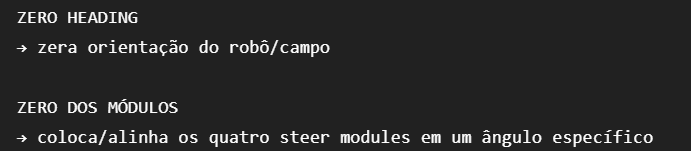 ZERO HEADING
→ zera orientação do robô/campo
ZERO DOS MÓDULOS
→ coloca/alinha os quatro steer modules em um ângulo específico